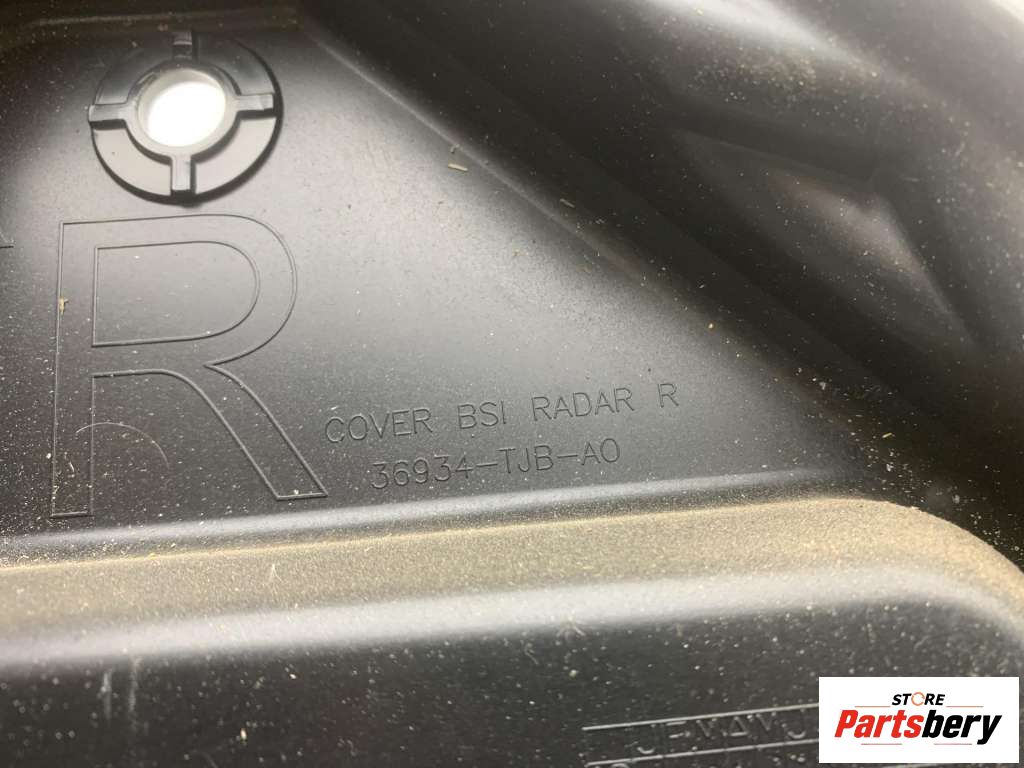 R
COVER BSI RADAR R
36934-TJB-A0
STORE
Partsbery